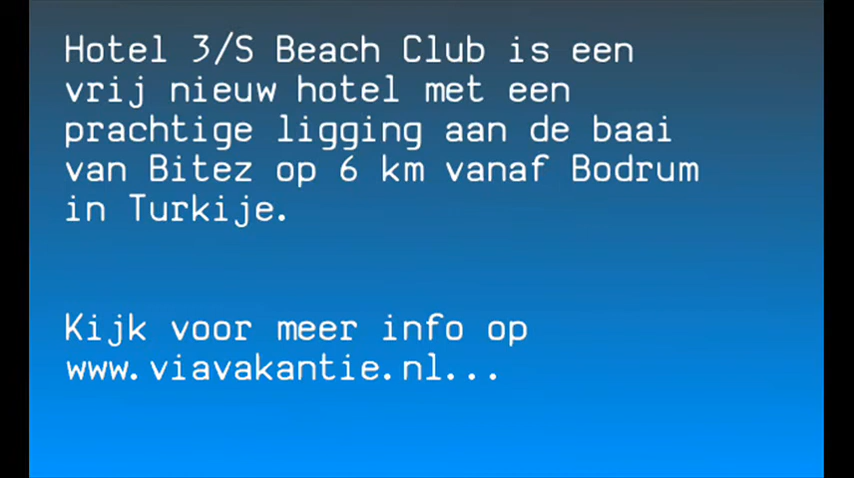 Hotel 3/S Beach Club is een
vrij nieuw hotel met een
prachtige ligging aan de baai
van Bitez op 6 km vanaf Bodrum
in Turkije.
Kijk voor meer info op
www.viavakantie.nl...